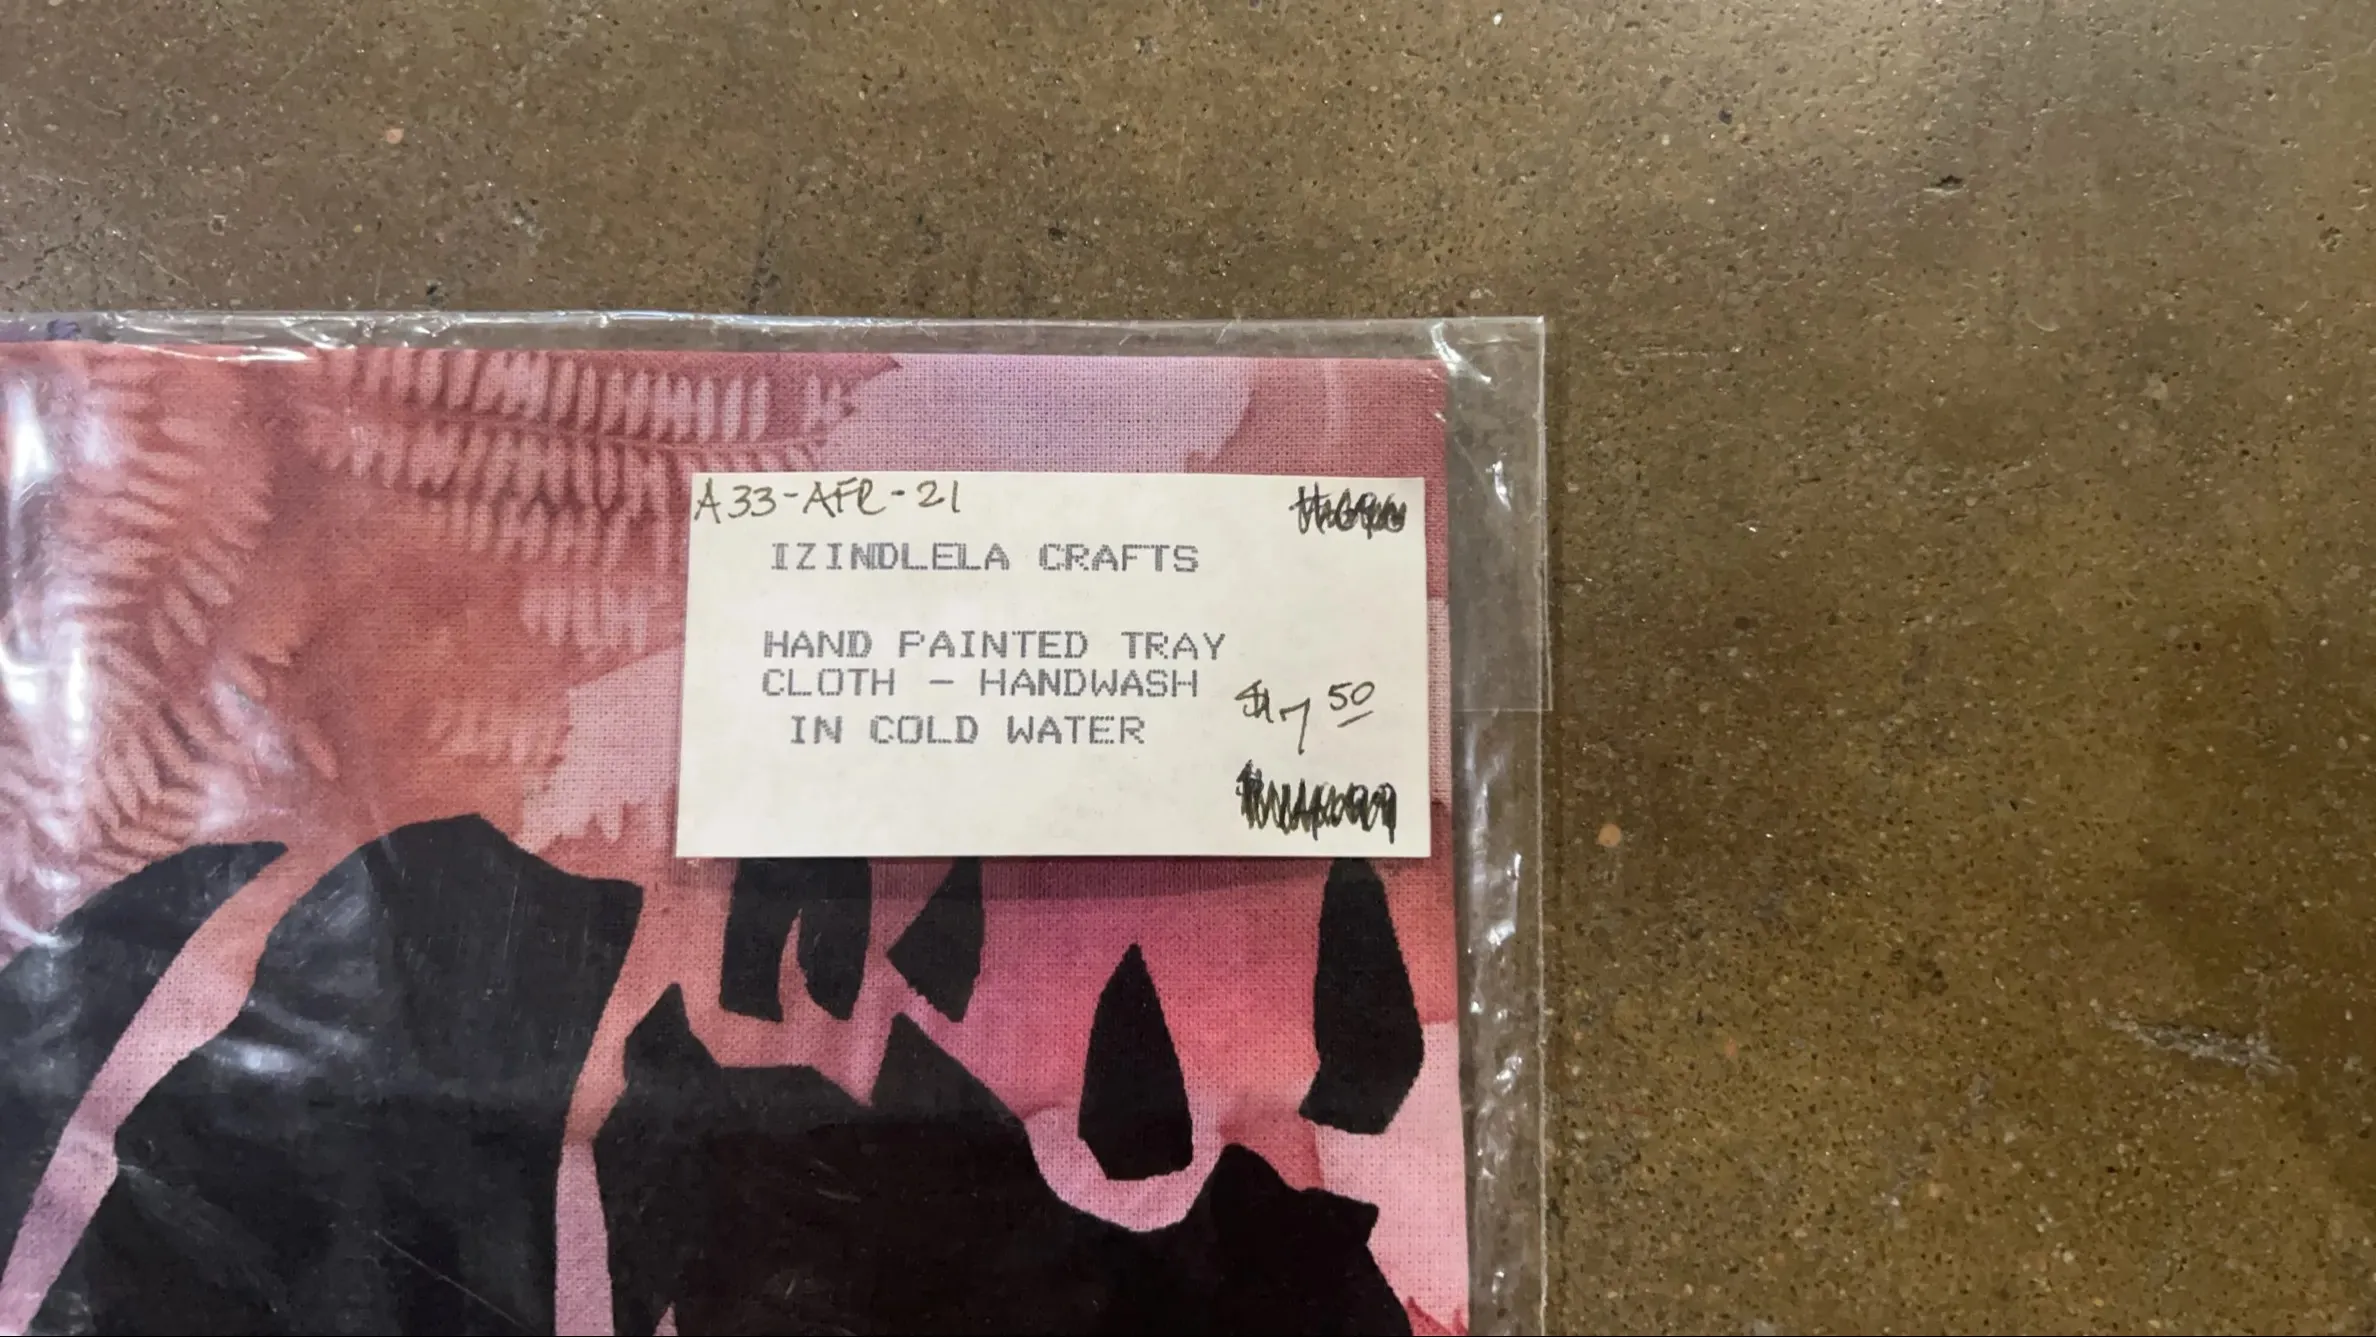 A33-AFR-21
IZINDLELA CRAFTS
HAND PAINTED TRAY
CLOTH - HANDWASH
IN COLD WATER
$7 50